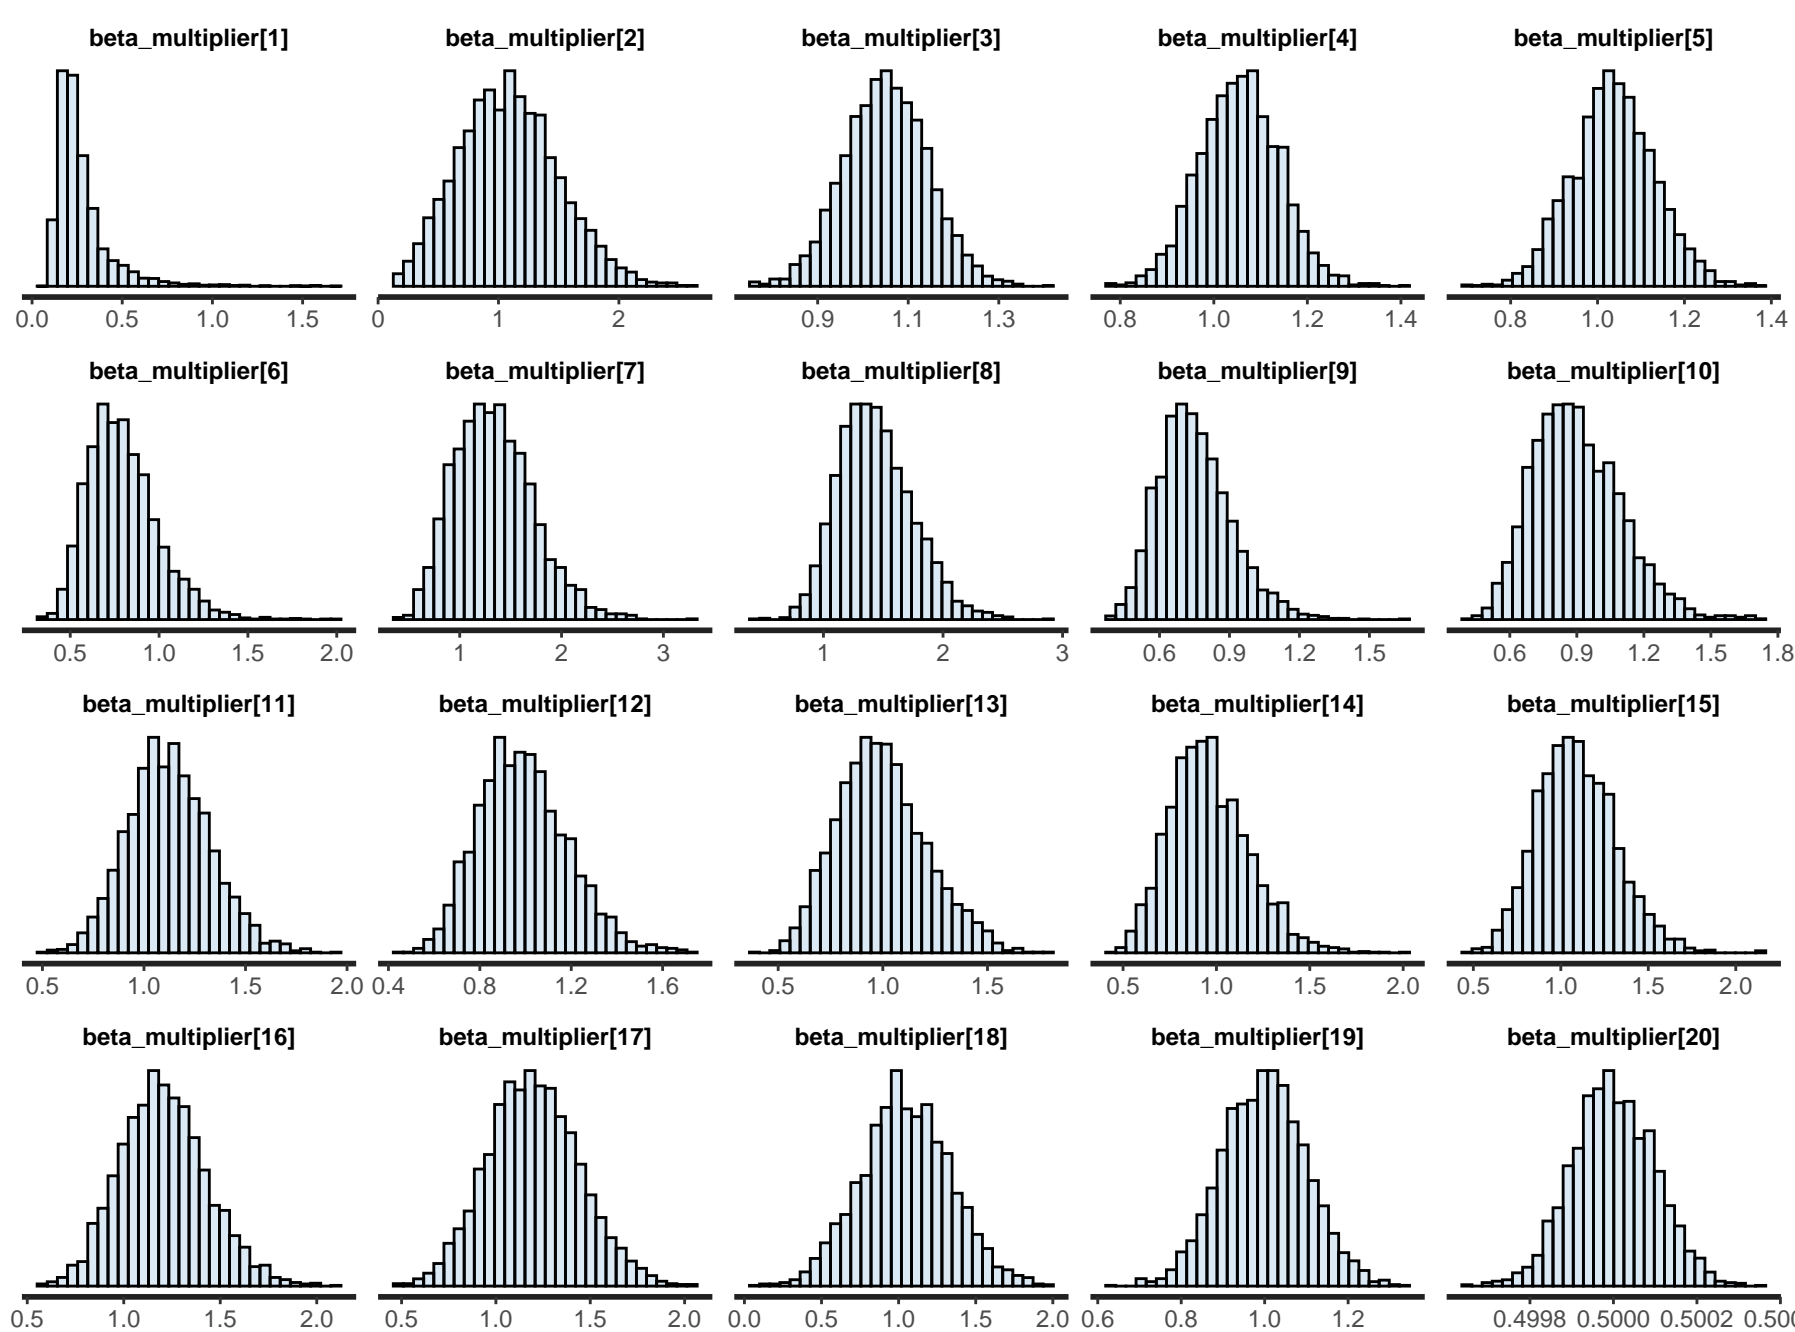 beta_multiplier[1] beta_multiplier[2] beta_multiplier[3] beta_multiplier[4] beta_multiplier[5]
0.0 0.5 1.0 1.5 0 1 2 0.9 1.1 1.3 0.8 1.0 1.2 1.4 0.8 1.0 1.2 1.4
beta_multiplier[6] beta_multiplier[7] beta_multiplier[8] beta_multiplier[9] beta_multiplier[10]
0.5 1.0 1.5 2.0 1 2 3 1 2 3 0.6 0.9 1.2 1.5 0.6 0.9 1.2 1.5 1.8
beta_multiplier[11] beta_multiplier[12] beta_multiplier[13] beta_multiplier[14] beta_multiplier[15]
0.5 1.0 1.5 2.0 0.4 0.8 1.2 1.6 0.5 1.0 1.5 0.5 1.0 1.5 2.0 0.5 1.0 1.5 2.0
beta_multiplier[16] beta_multiplier[17] beta_multiplier[18] beta_multiplier[19] beta_multiplier[20]
0.5 1.0 1.5 2.0 0.5 1.0 1.5 2.0 0.0 0.5 1.0 1.5 2.0 0.6 0.8 1.0 1.2 0.4998 0.5000 0.5002